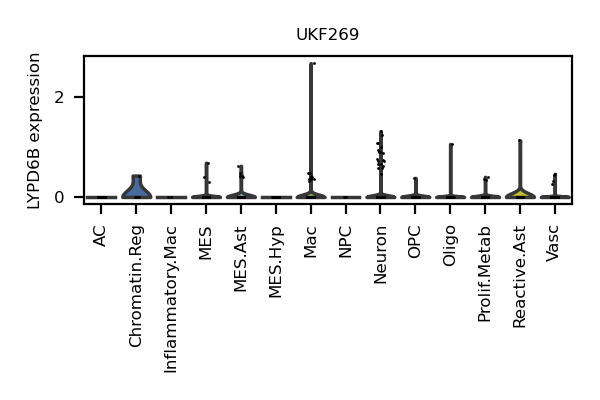 UKF269
LYPD6B expression
2
0
AC
Chromatin.Reg
Inflammatory.Mac
MES
MES.Ast
MES.Hyp
Mac
NPC
Neuron
OPC
Oligo
Prolif.Metab
Reactive.Ast
Vasc